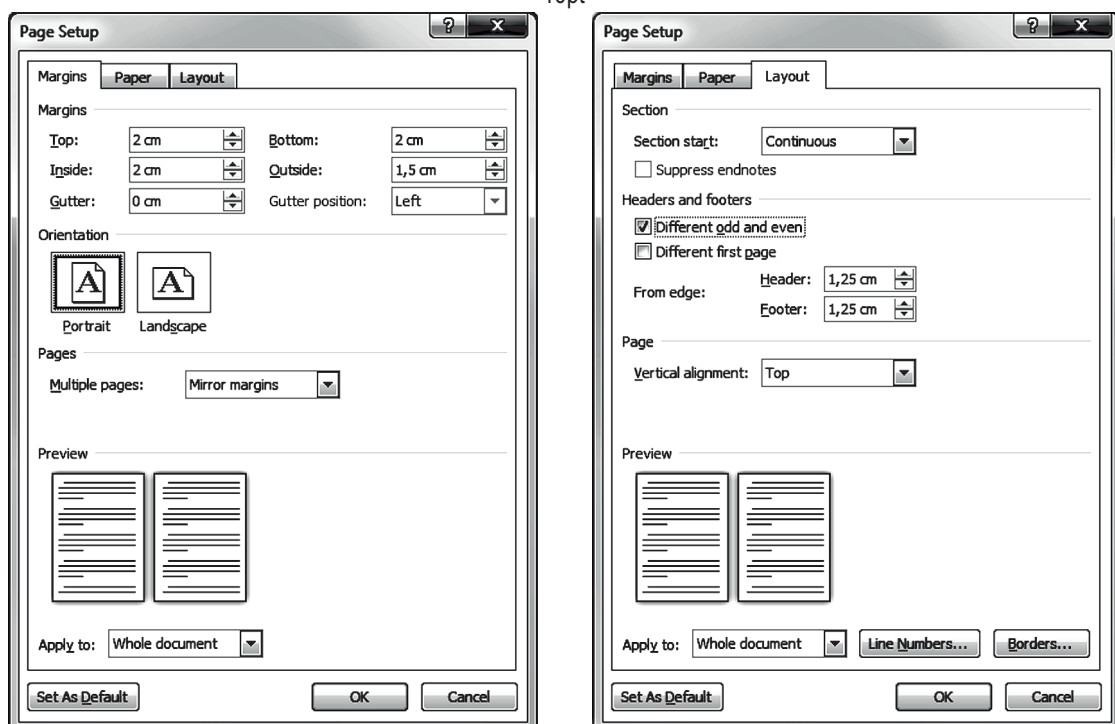 10pt
Page Setup
Margins Paper Layout
Margins
Top: 2 cm Bottom: 2 cm
Inside: 2 cm Outside: 1,5 cm
Gutter: 0 cm Gutter position: Left
Orientation
A A
Portrait Landscape
Pages
Multiple pages: Mirror margins
Preview
Apply to: Whole document
Set As Default OK Cancel
Page Setup
Margins Paper Layout
Section
Section start: Continuous
Suppress endnotes
Headers and footers
Different odd and even
Different first page
From edge: Header: 1,25 cm
Footer: 1,25 cm
Page
Vertical alignment: Top
Preview
Apply to: Whole document Line Numbers... Borders...
Set As Default OK Cancel